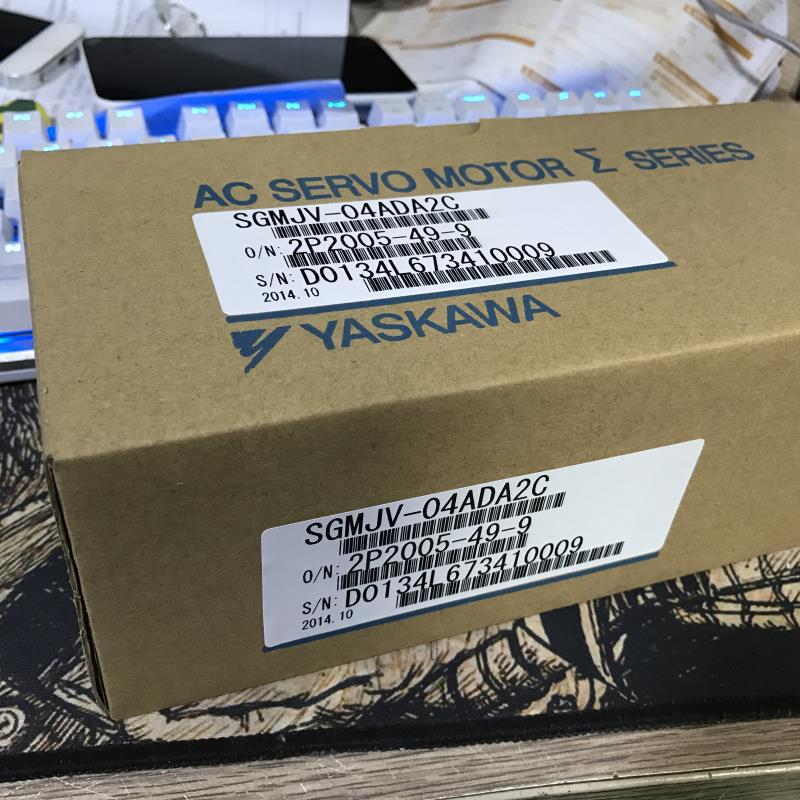 AC SERVO MOTOR Σ SERIES
SGMJV-04ADA2C
O/N: 2P2005-49-9
S/N: D0134L673410009
2014.10
YASKAWA
SGMJV-04ADA2C
O/N: 2P2005-49-9
S/N: D0134L673410009
2014.10